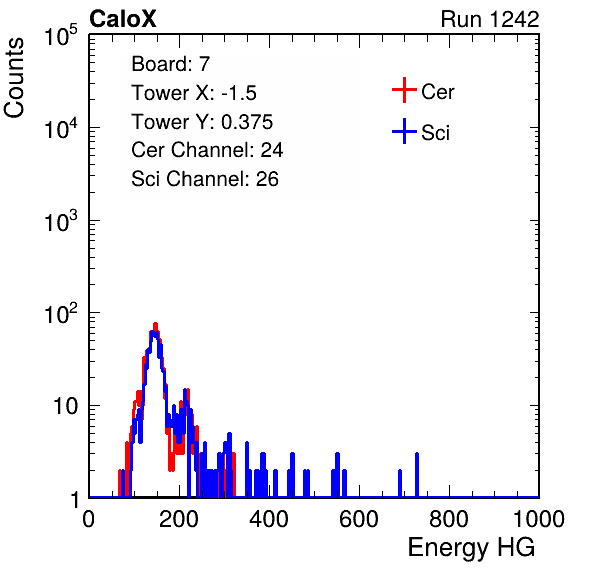 CaloX Run 1242
Counts
10^5
10^4
10^3
10^2
10
1
Board: 7
Tower X: -1.5
Tower Y: 0.375
Cer Channel: 24
Sci Channel: 26
Cer
Sci
0 200 400 600 800 1000
Energy HG